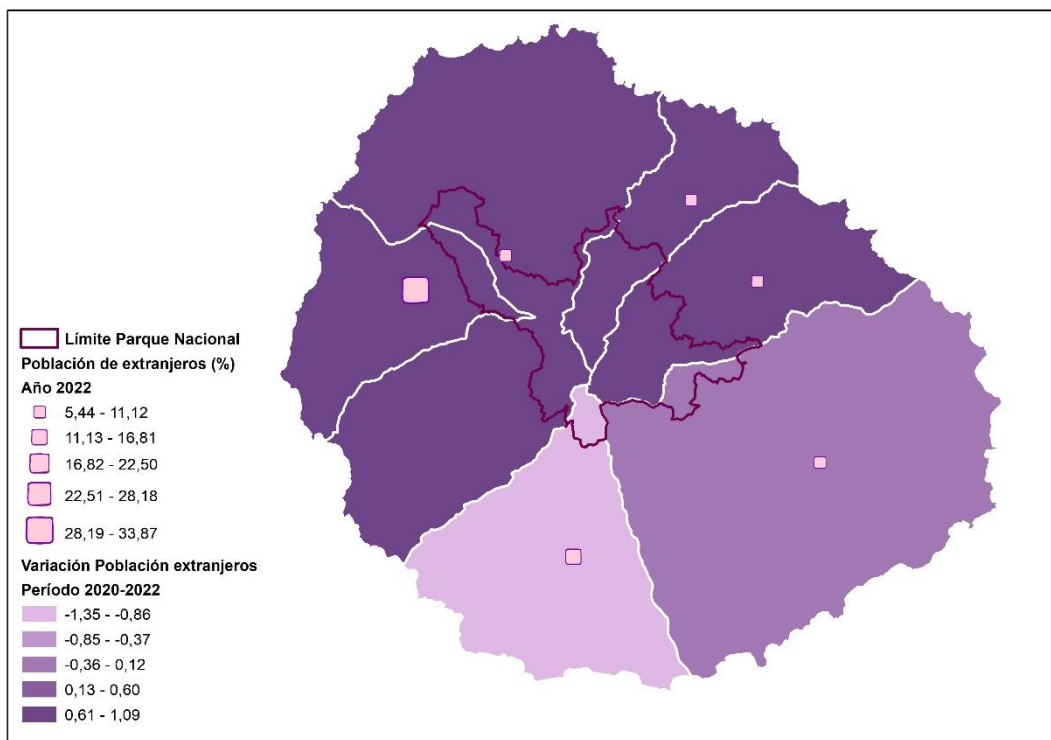 Límite Parque Nacional
Población de extranjeros (%)
Año 2022
5,44 - 11,12
11,13 - 16,81
16,82 - 22,50
22,51 - 28,18
28,19 - 33,87
Variación Población extranjeros
Período 2020-2022
-1,35 - -0,86
-0,85 - -0,37
-0,36 - 0,12
0,13 - 0,60
0,61 - 1,09